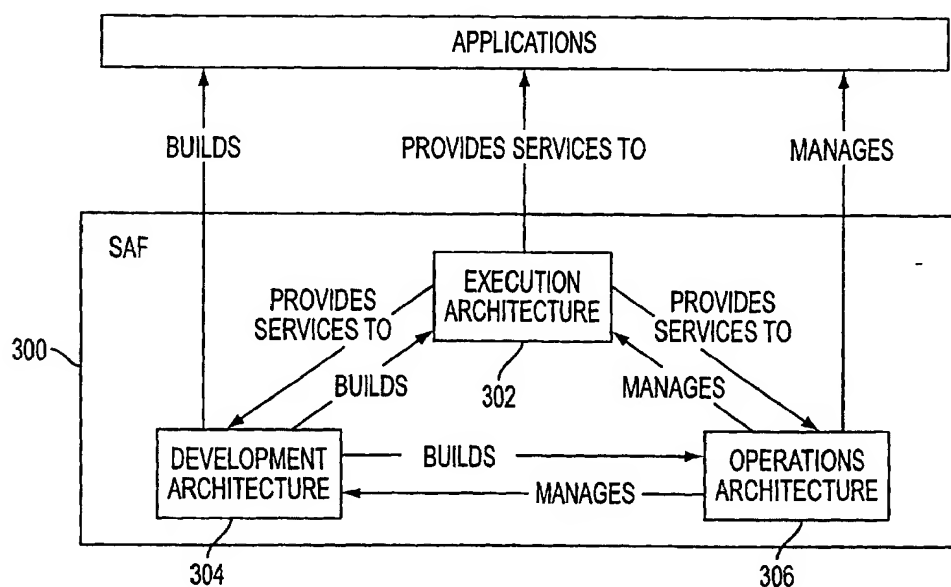 APPLICATIONS
BUILDS
PROVIDES SERVICES TO
MANAGES
SAF
EXECUTION
ARCHITECTURE
PROVIDES
SERVICES TO
PROVIDES
SERVICES TO
300
BUILDS
302
MANAGES
DEVELOPMENT
ARCHITECTURE
BUILDS
MANAGES
OPERATIONS
ARCHITECTURE
304
306